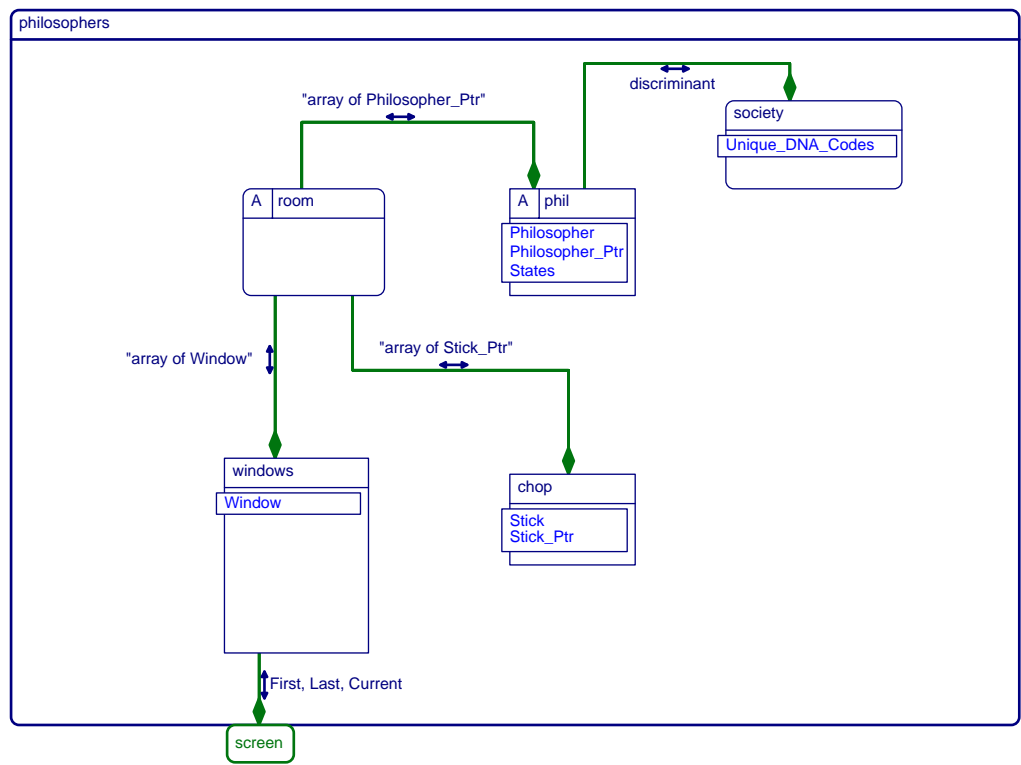 philosophers
"array of Philosopher_Ptr"
discriminant
society
Unique_DNA_Codes
A room
A phil
Philosopher
Philosopher_Ptr
States
"array of Window"
"array of Stick_Ptr"
windows
Window
chop
Stick
Stick_Ptr
First, Last, Current
screen